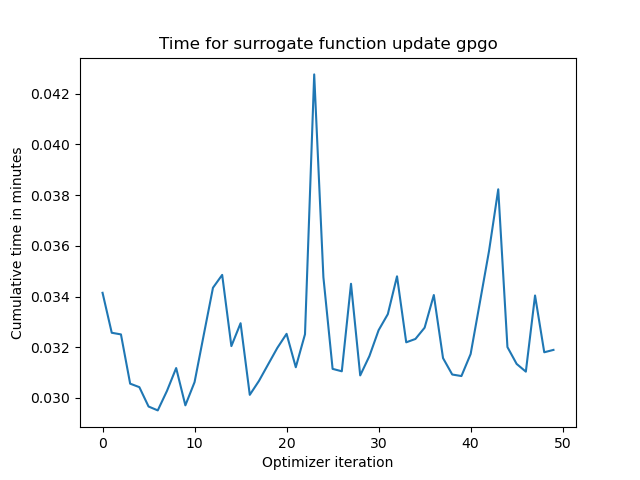 Time for surrogate function update gpgo
Cumulative time in minutes
0.042
0.040
0.038
0.036
0.034
0.032
0.030
0 10 20 30 40 50
Optimizer iteration